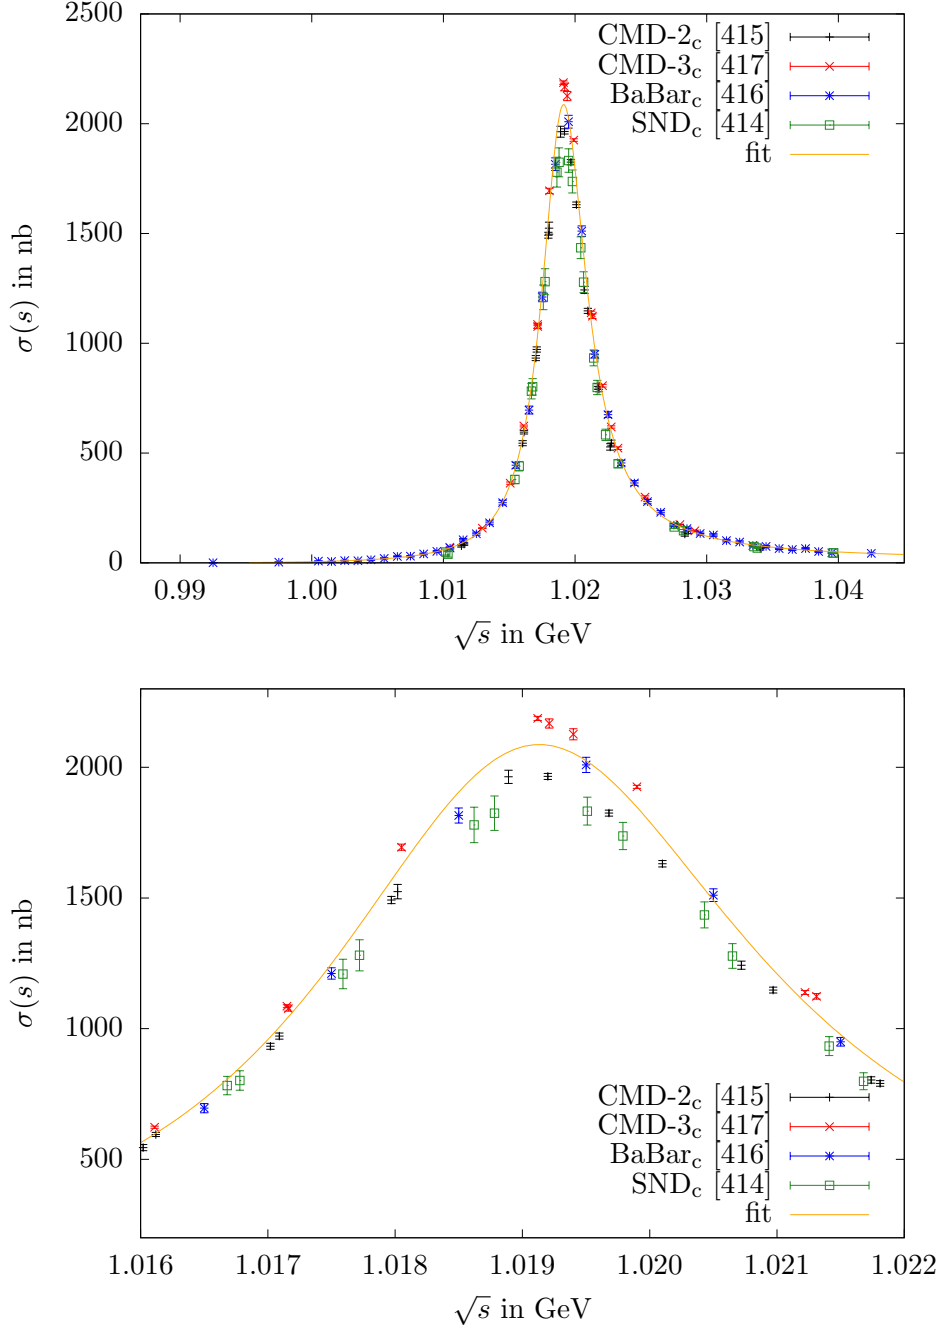 2500
2000
1500
1000
500
0
σ(s) in nb
CMD-2c [415]
CMD-3c [417]
BaBarc [416]
SNDc [414]
fit
0.99 1.00 1.01 1.02 1.03 1.04
√s in GeV
2000
1500
1000
500
σ(s) in nb
CMD-2c [415]
CMD-3c [417]
BaBarc [416]
SNDc [414]
fit
1.016 1.017 1.018 1.019 1.020 1.021 1.022
√s in GeV